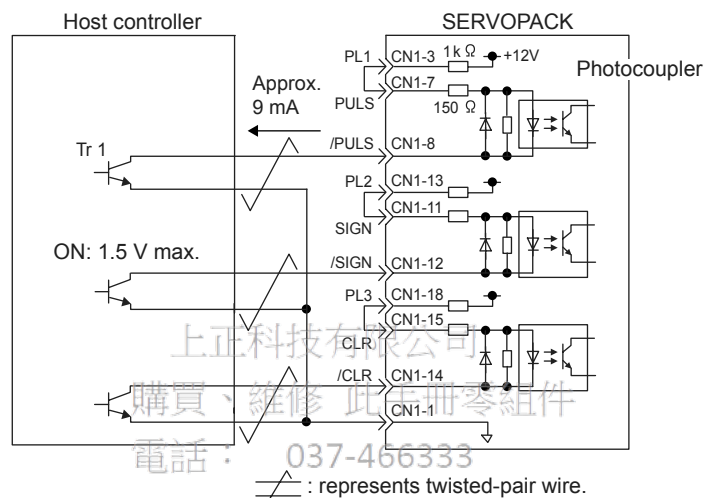 Host controller
SERVOPACK
PL1 CN1-3 1k Ω +12V
Photocoupler
Approx.
9 mA
CN1-7
PULS
150 Ω
Tr 1
/PULS CN1-8
PL2 CN1-13
CN1-11
SIGN
ON: 1.5 V max.
/SIGN CN1-12
PL3 CN1-18
CN1-15
上正科技有限公司
CLR
/CLR CN1-14
購買、維修 此手冊零組件
CN1-1
電話: 037-466333
: represents twisted-pair wire.